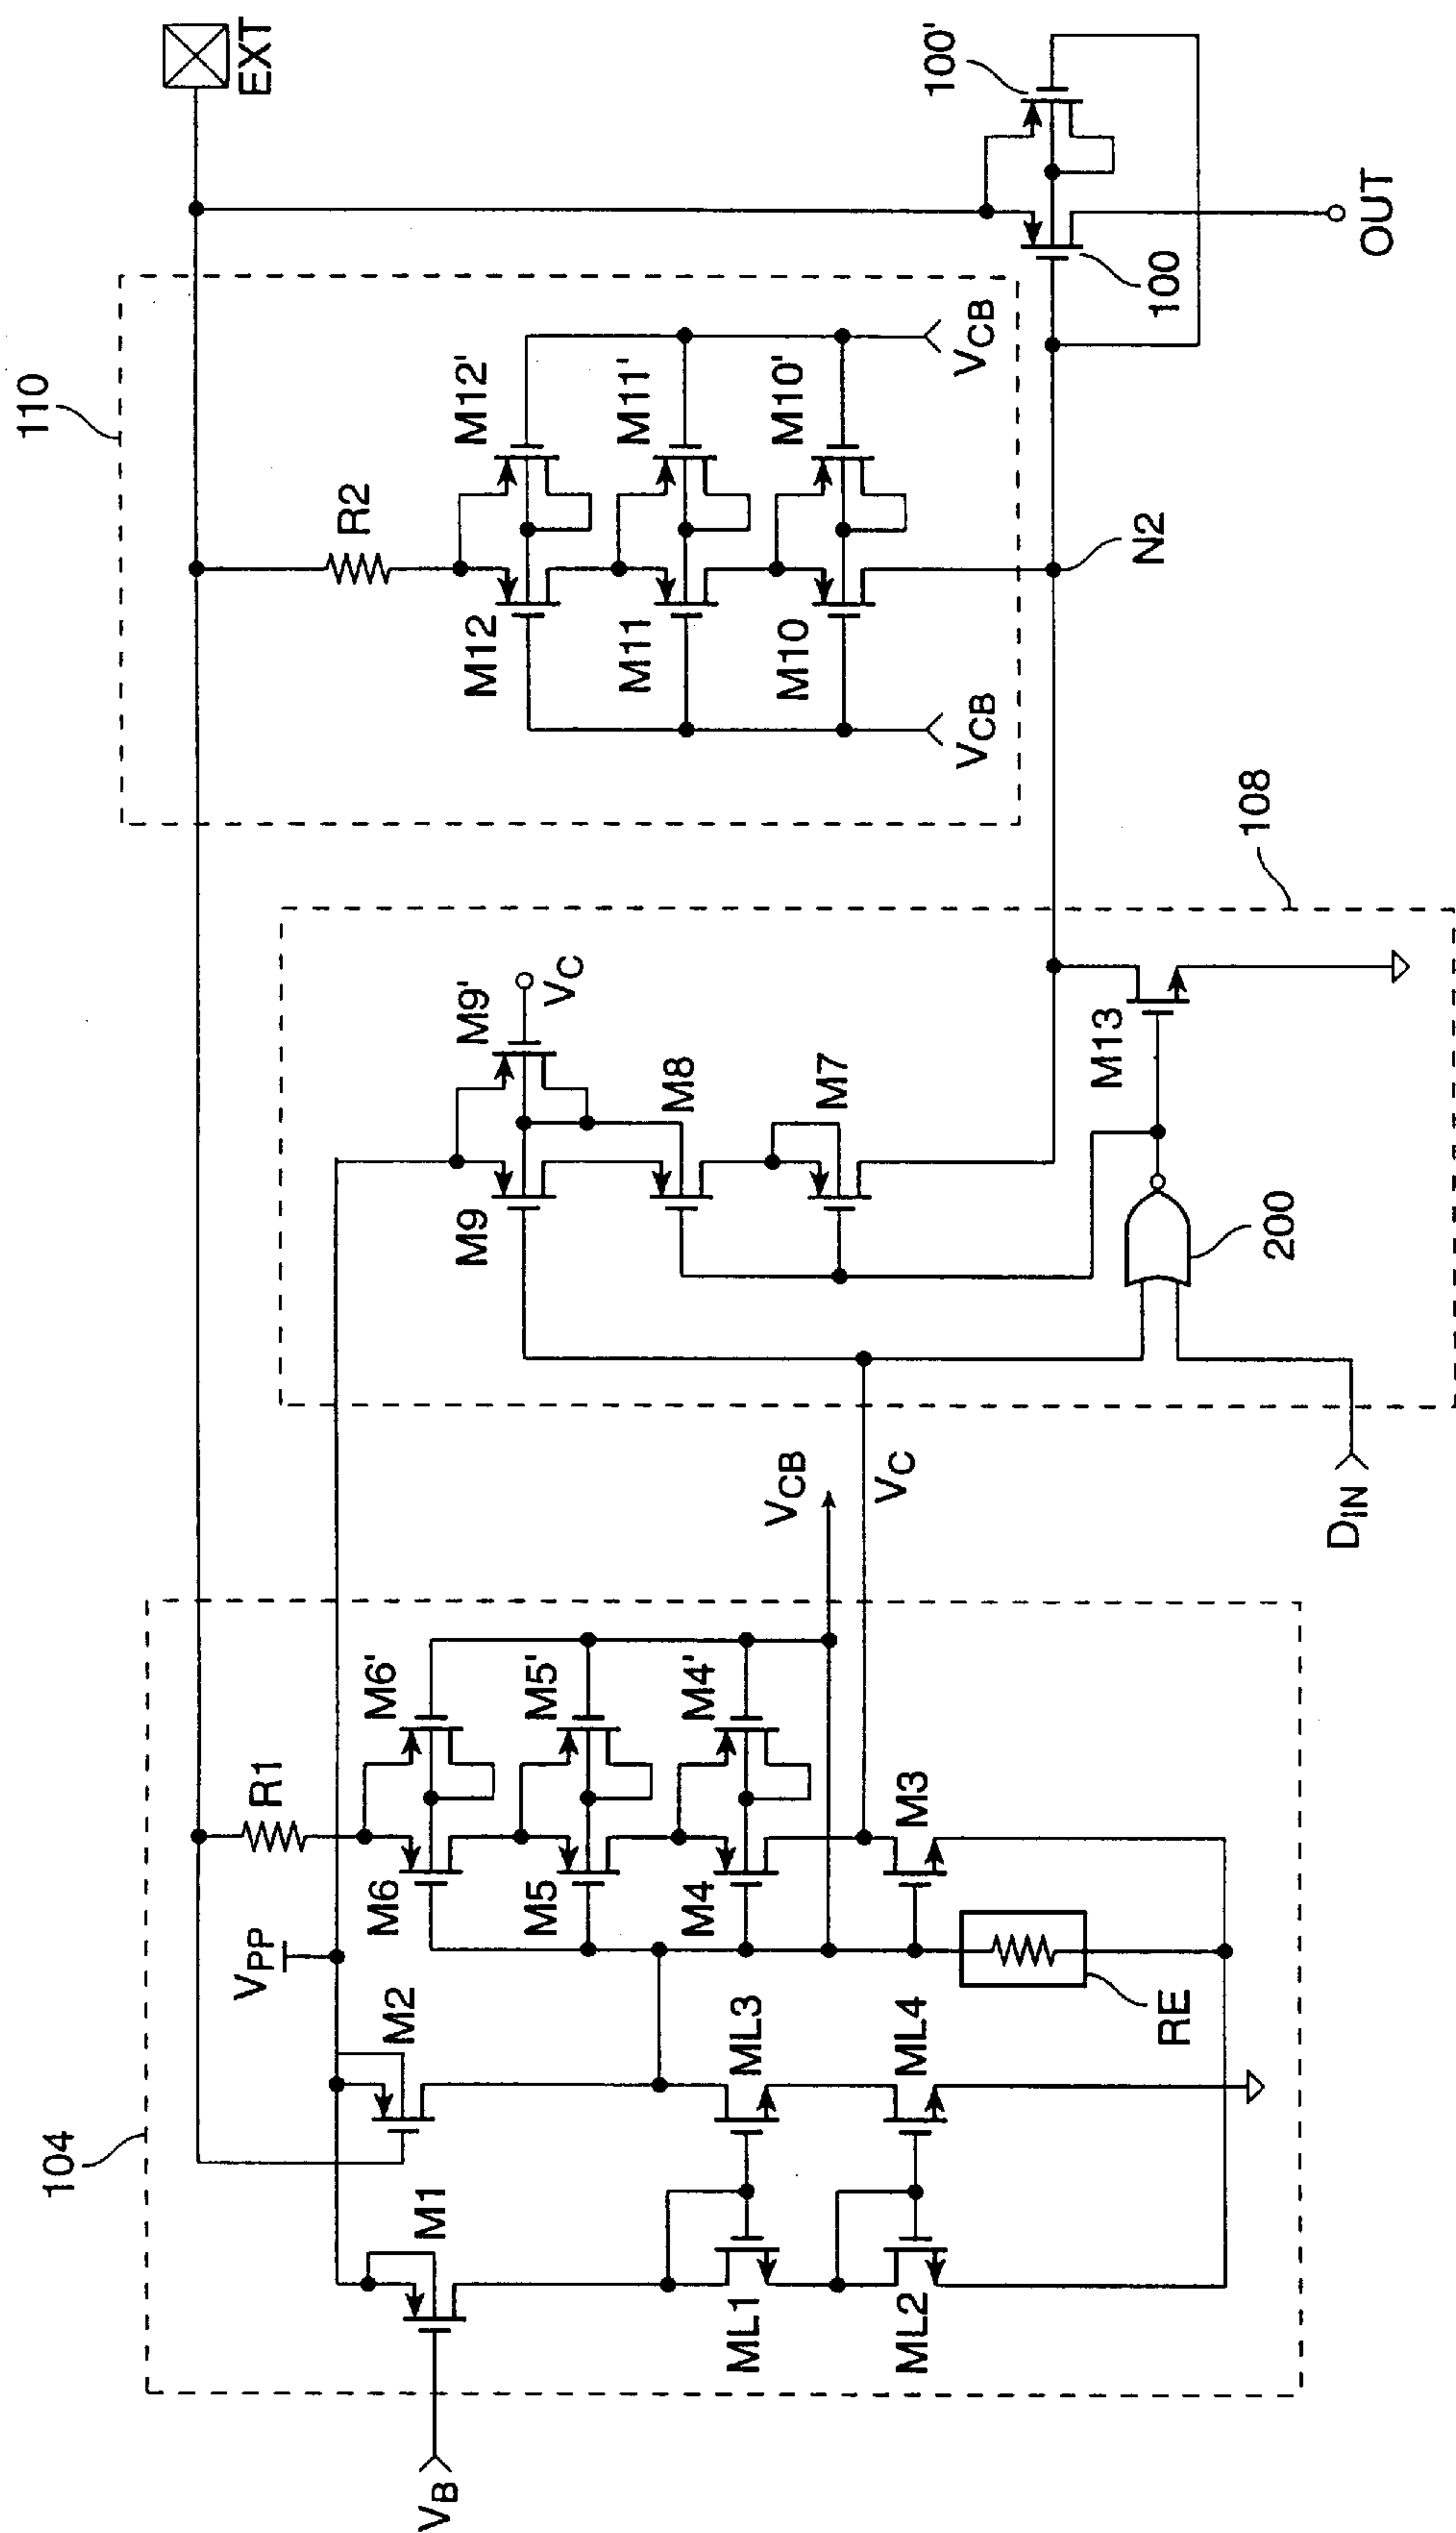 EXT
110
100'
R2
M12
M12'
M11
M11'
M10
M10'
VCB
VCB
100
OUT
N2
108
VC
M9'
M9
M8
M7
M13
200
DIN
VCB
VC
104
VPP
R1
M6
M6'
M5
M5'
M4
M4'
M3
M2
M1
ML3
ML4
ML1
ML2
RE
VB